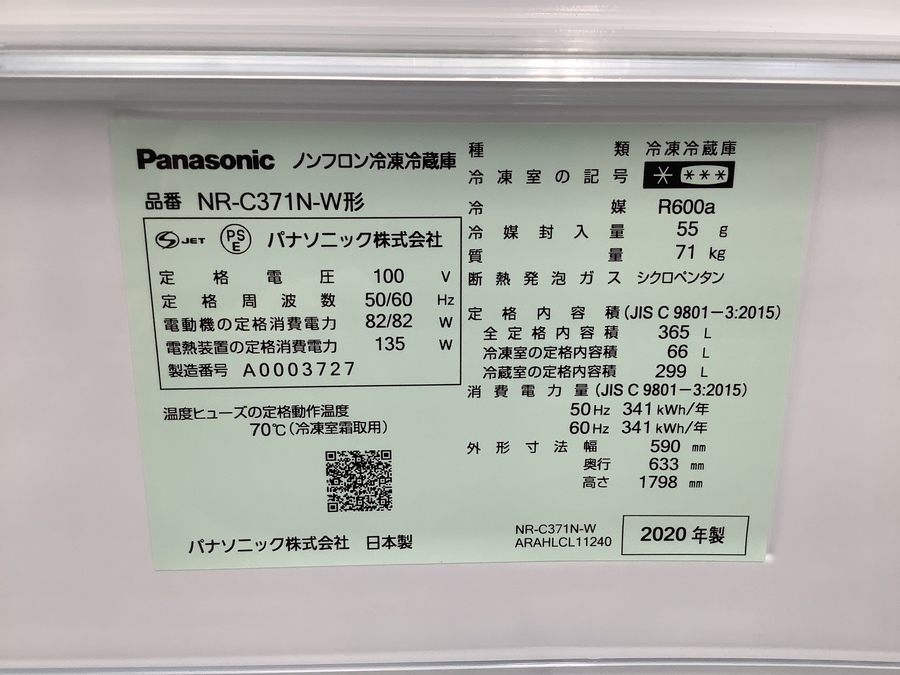 Panasonic ノンフロン冷凍冷蔵庫
品番 NR-C371N-W形
S JET PS E パナソニック株式会社
定格電圧 100 V
定格周波数 50/60 Hz
電動機の定格消費電力 82/82 W
電熱装置の定格消費電力 135 W
製造番号 A0003727
温度ヒューズの定格動作温度
70℃(冷凍室霜取用)
パナソニック株式会社 日本製
種類 冷凍冷蔵庫
冷凍室の記号 * ***
冷媒 R600a
冷媒封入量 55 g
質量 71 kg
断熱発泡ガス シクロペンタン
定格内容積(JIS C 9801-3:2015)
全定格内容積 365 L
冷凍室の定格内容積 66 L
冷蔵室の定格内容積 299 L
消費電力量(JIS C 9801-3:2015)
50Hz 341kWh/年
60Hz 341kWh/年
外形寸法 幅 590 mm
奥行 633 mm
高さ 1798 mm
NR-C371N-W
ARAHLCL11240
2020年製